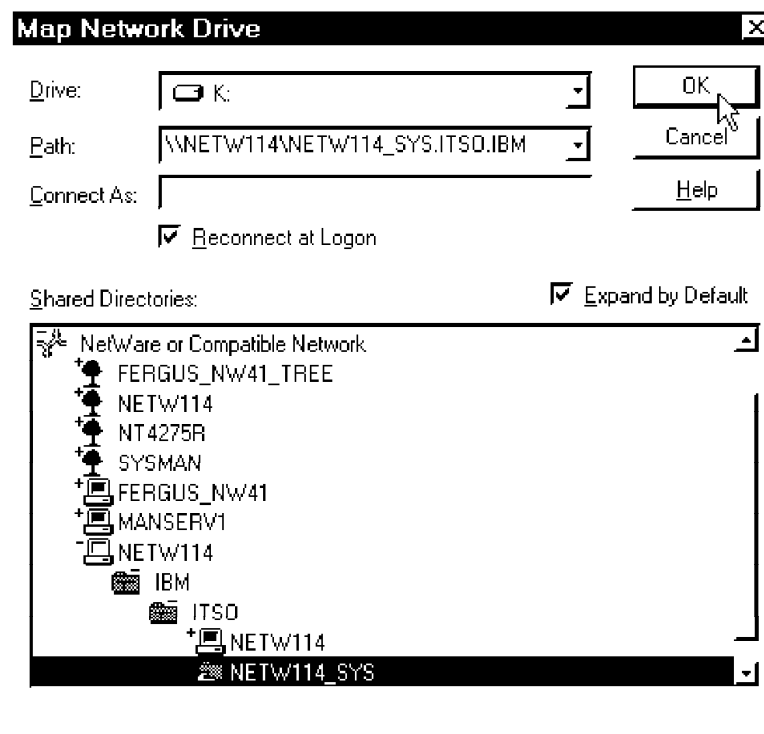 Map Network Drive
Drive: K: OK
Path: \\NETW114\NETW114_SYS.ITSO.IBM Cancel
Connect As: Help
Reconnect at Logon
Shared Directories: Expand by Default
NetWare or Compatible Network
FERGUS_NW41_TREE
NETW114
NT4275R
SYSMAN
FERGUS_NW41
MANSERV1
NETW114
IBM
ITSO
NETW114
NETW114_SYS